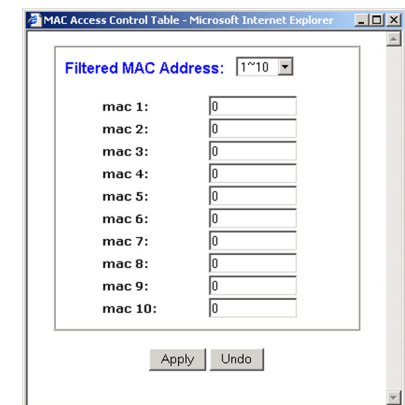 MAC Access Control Table - Microsoft Internet Explorer
Filtered MAC Address: 1~10
mac 1: 0
mac 2: 0
mac 3: 0
mac 4: 0
mac 5: 0
mac 6: 0
mac 7: 0
mac 8: 0
mac 9: 0
mac 10: 0
Apply Undo